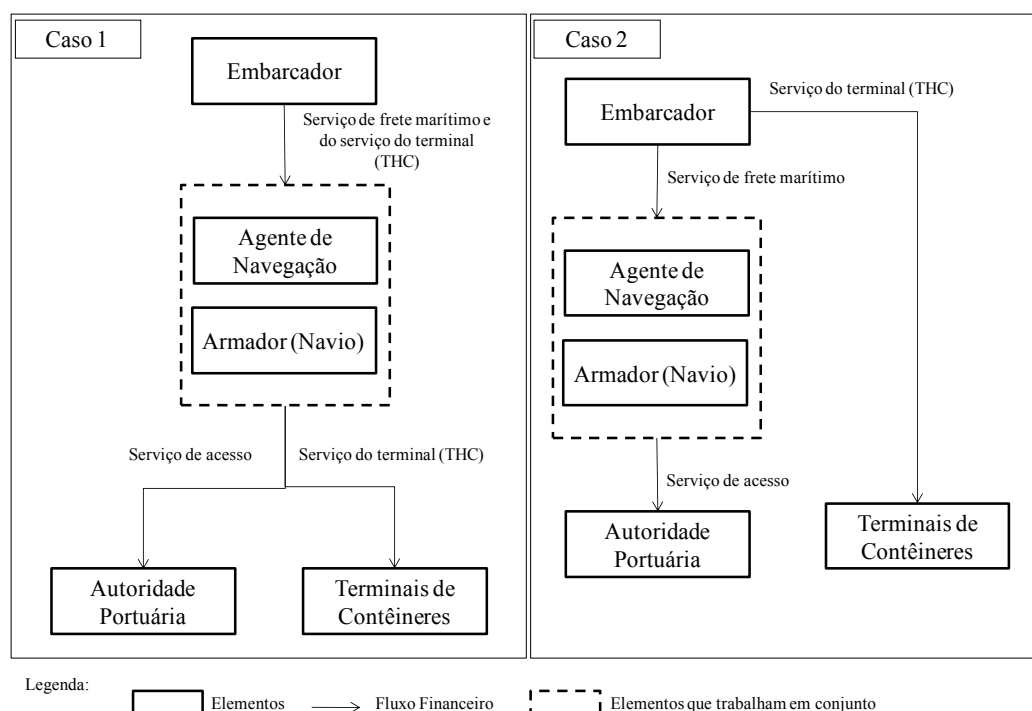 Caso 1
Embarcador
Serviço de frete marítimo e
do serviço do terminal
(THC)
Agente de
Navegação
Armador (Navio)
Serviço de acesso
Serviço do terminal (THC)
Autoridade
Portuária
Terminais de
Contêineres
Caso 2
Embarcador
Serviço do terminal (THC)
Serviço de frete marítimo
Agente de
Navegação
Armador (Navio)
Serviço de acesso
Autoridade
Portuária
Terminais de
Contêineres
Legenda:
Elementos
Fluxo Financeiro
Elementos que trabalham em conjunto